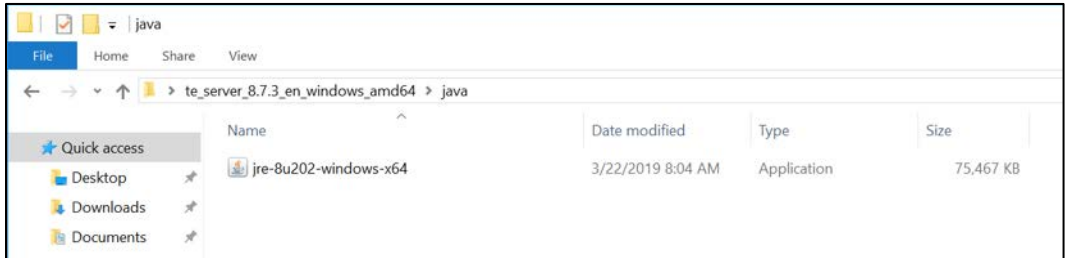 java
File Home Share View
te_server_8.7.3_en_windows_amd64 > java
Name Date modified Type Size
Quick access
jre-8u202-windows-x64 3/22/2019 8:04 AM Application 75,467 KB
Desktop
Downloads
Documents